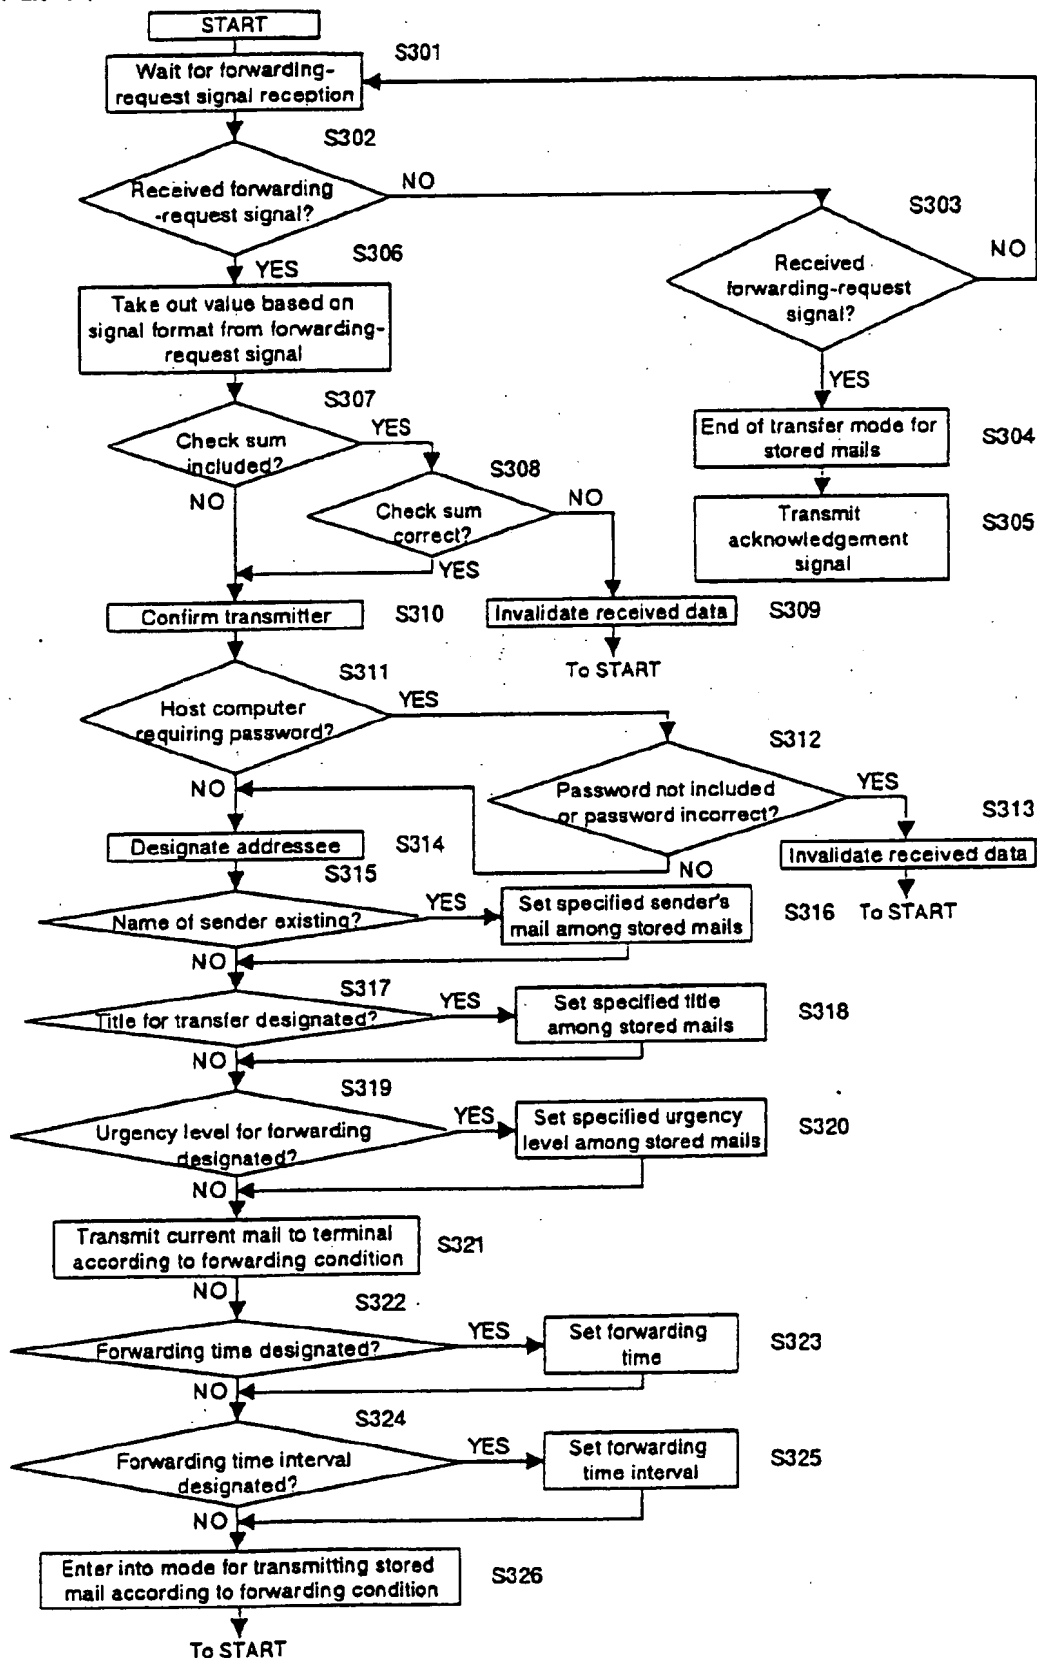 START
S301
Wait for forwarding-
request signal reception
S302
Received forwarding
-request signal?
NO
S303
Received
forwarding-request
signal?
NO
YES
End of transfer mode for
stored mails
S304
Transmit
acknowledgement
signal
S305
S306
YES
Take out value based on
signal format from forwarding-
request signal
S307
Check sum
included?
YES
NO
S308
Check sum
correct?
NO
YES
Invalidate received data
S309
To START
Confirm transmitter
S310
S311
Host computer
requiring password?
YES
NO
S312
Password not included
or password incorrect?
YES
NO
S313
Invalidate received data
To START
Designate addressee
S314
S315
Name of sender existing?
YES
Set specified sender's
mail among stored mails
S316
NO
S317
Title for transfer designated?
YES
Set specified title
among stored mails
S318
NO
S319
Urgency level for forwarding
designated?
YES
Set specified urgency
level among stored mails
S320
NO
Transmit current mail to terminal
according to forwarding condition
S321
NO
S322
Forwarding time designated?
YES
Set forwarding
time
S323
NO
S324
Forwarding time interval
designated?
YES
Set forwarding
time interval
S325
NO
Enter into mode for transmitting stored
mail according to forwarding condition
S326
To START